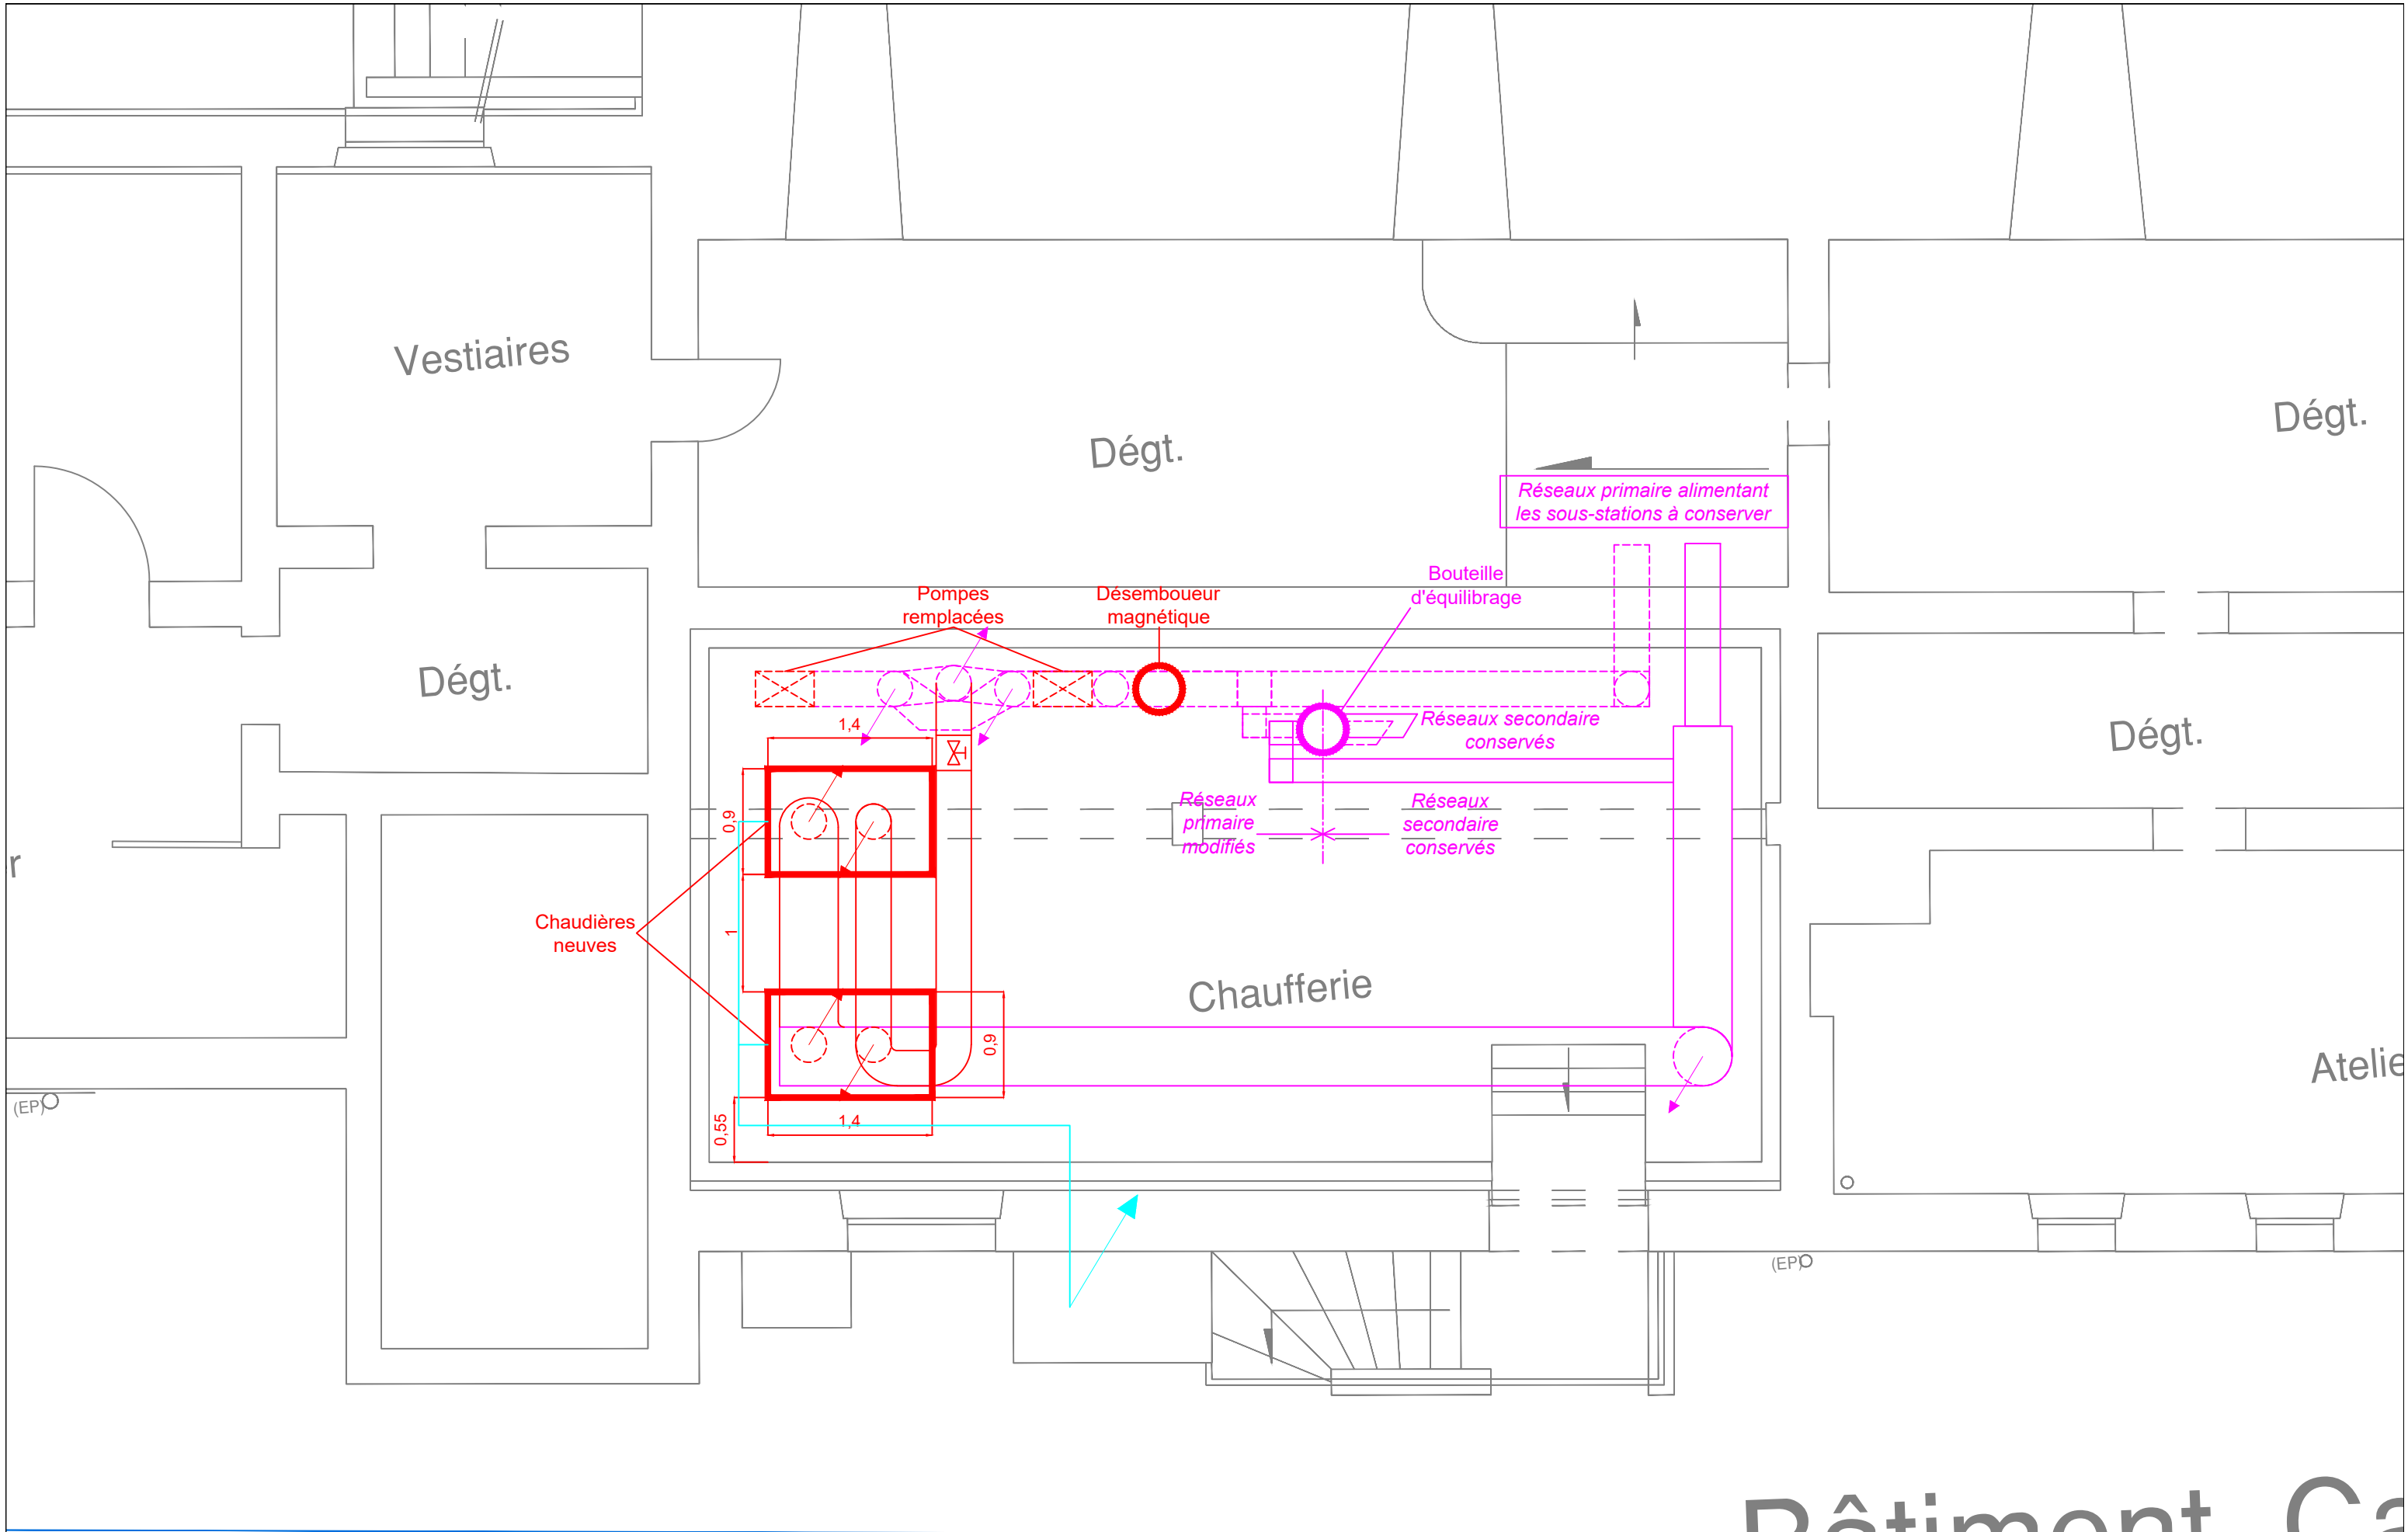 Vestiaires
Dégt.
Dégt.
Réseaux primaire alimentant
les sous-stations à conserver
Bouteille
d'équilibrage
Pompes
remplacées
Désemboueur
magnétique
Dégt.
1,4
Réseaux secondaire
conservés
Dégt.
0,9
Réseaux
primaire
modifiés
Réseaux
secondaire
conservés
r
Chaudières
neuves
1
Chaufferie
0,9
Atelie
(EP)
0,55
1,4
(EP)
Bâtiment Ca